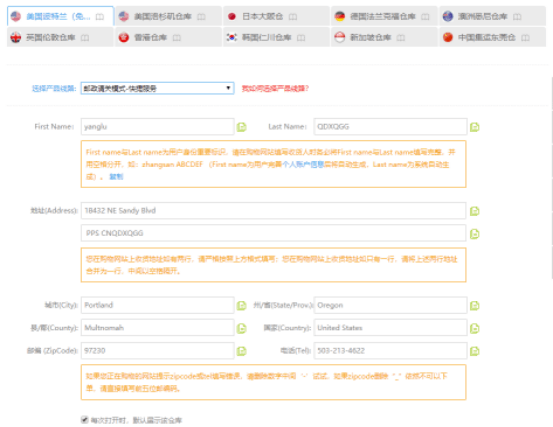 美国波特兰（免... 美国洛杉矶仓库 日本大阪仓 德国法兰克福仓库 澳洲悉尼仓库
英国伦敦仓库 香港仓库 韩国仁川仓库 新加坡仓库 中国集运东莞仓
选择产品线路: 邮政清关模式-快捷服务 我如何选择产品线路?
First Name: yanglu Last Name: QDXQGG
First name与Last name为用户身份重要标识，请在购物网站填写收货人时务必将First name与Last name填写完整，并
用空格分开，如：zhangsan ABCDEF （First name为用户完善个人账户信息后将自动生成，Last name为系统自动生
成）。 复制
地址(Address): 18432 NE Sandy Blvd
PPS CNQDXQGG
您在购物网站上收货地址如有两行，请严格按照上方模式填写；您在购物网站上收货地址如只有一行，请将上述两行地址
合并为一行，中间以空格隔开。
城市(City): Portland 州/省(State/Prov.): Oregon
县/郡(County): Multnomah 国家(Country): United States
邮编 (ZipCode): 97230 电话(Tel): 503-213-4622
如果您正在购物的网站提示zipcode或tel填写错误，请删除数字中间 "-" 试试，如果zipcode删除 "_" 依然不可以下
单，请直接填写前五位邮编码。
每次打开时，默认展示该仓库